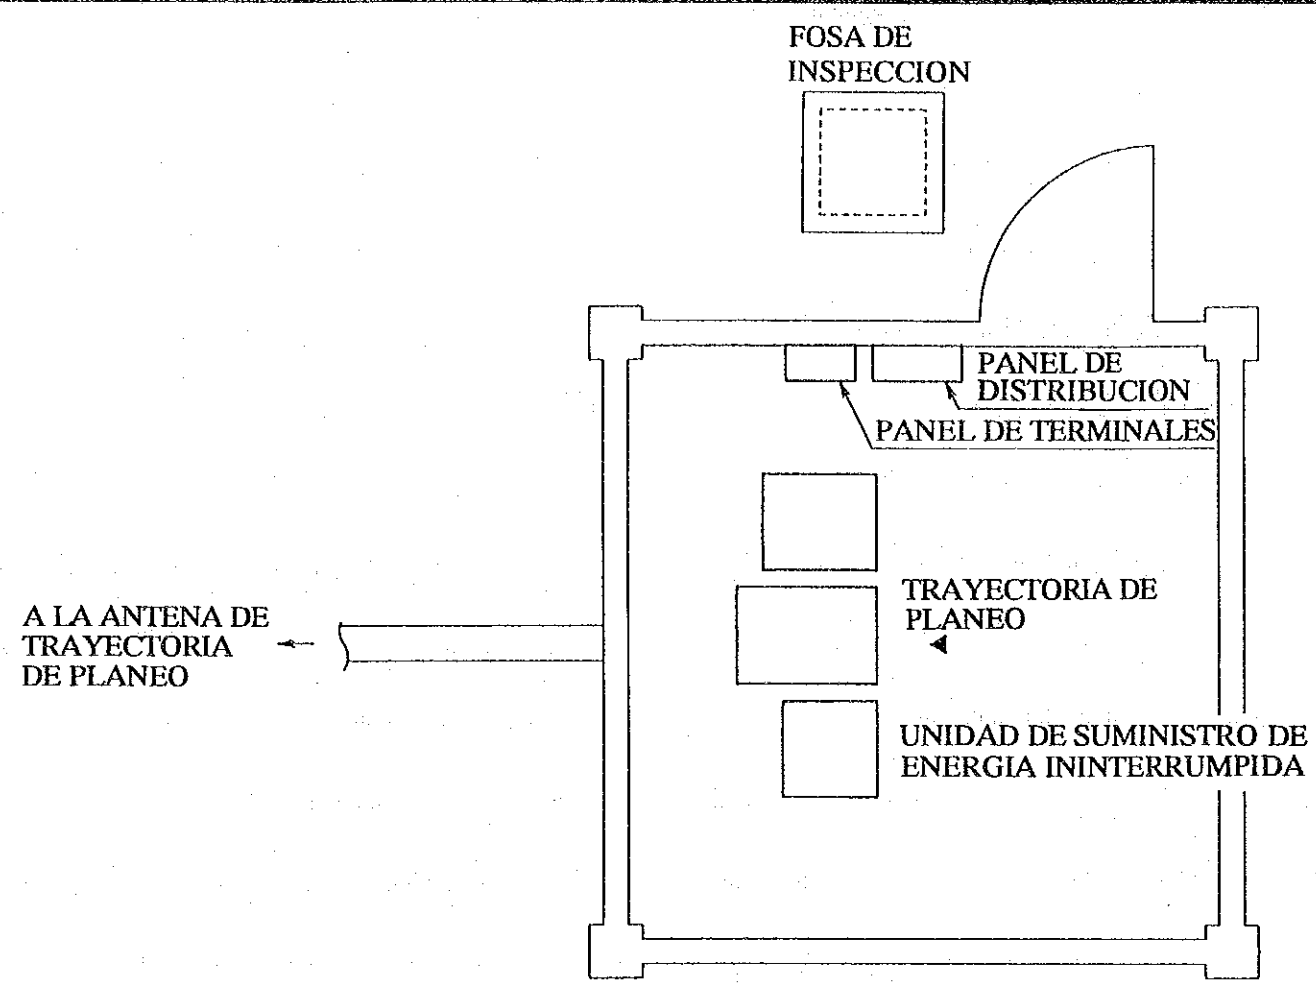 FOSA DE
INSPECCION
PANEL DE
DISTRIBUCION
PANEL DE TERMINALES
TRAYECTORIA DE
PLANEO
A LA ANTENA DE
TRAYECTORIA
DE PLANEO
UNIDAD DE SUMINISTRO DE
ENERGIA ININTERRUMPIDA